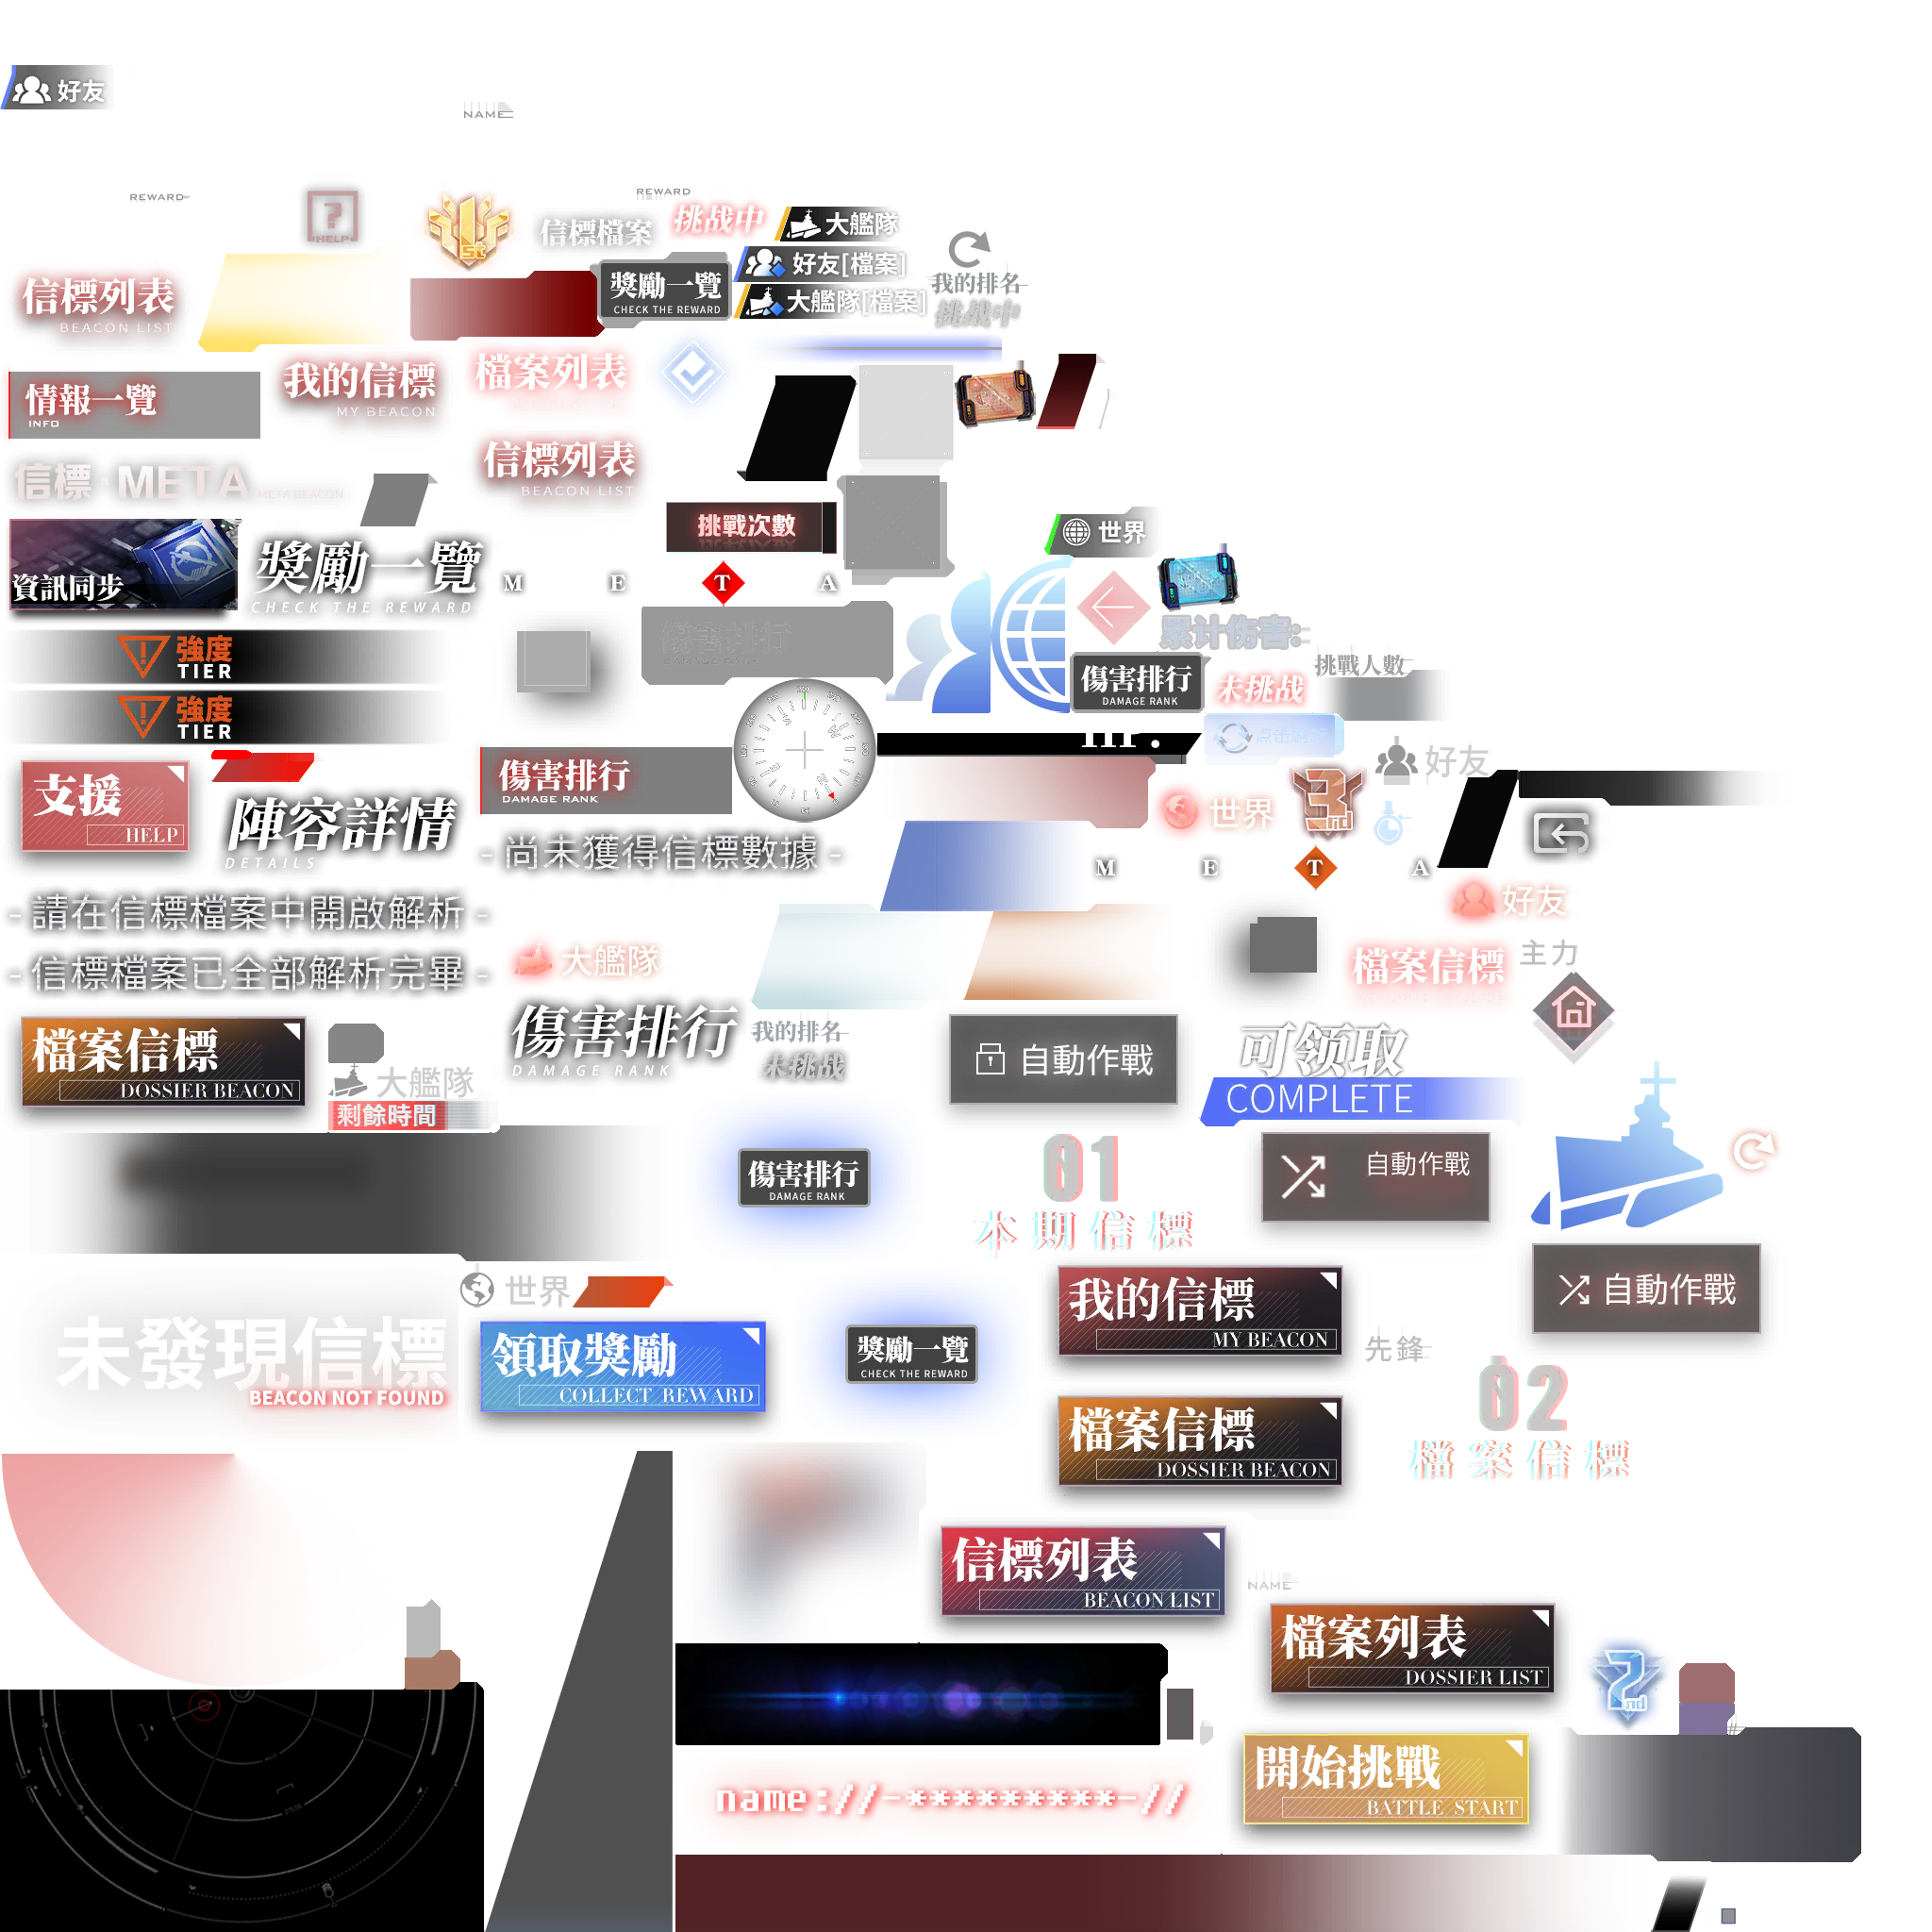 好友
NAME
REWARD
REWARD
?
HELP
1st
信標檔案
挑战中
大艦隊
好友[檔案]
大艦隊[檔案]
我的排名
挑战中
信標列表
BEACON LIST
獎勵一覽
CHECK THE REWARD
情報一覽
INFO
我的信標
MY BEACON
檔案列表
信標列表
BEACON LIST
信標·META
META BEACON
挑戰次數
世界
資訊同步
獎勵一覽
CHECK THE REWARD
M E T A
累计伤害:
傷害排行
DAMAGE RANK
強度
TIER
強度
TIER
傷害排行
DAMAGE RANK
未挑战
挑戰人數
HP:
支援
HELP
陣容詳情
DETAILS
傷害排行
DAMAGE RANK
世界
3rd
好友
- 尚未獲得信標數據 -
M E T A
好友
- 請在信標檔案中開啟解析 -
- 信標檔案已全部解析完畢 -
大艦隊
檔案信標
主力
傷害排行
DAMAGE RANK
我的排名
未挑战
檔案信標
DOSSIER BEACON
大艦隊
剩餘時間
自動作戰
可领取
COMPLETE
傷害排行
DAMAGE RANK
01
本期信標
自動作戰
自動作戰
未發現信標
BEACON NOT FOUND
世界
領取獎勵
COLLECT REWARD
獎勵一覽
CHECK THE REWARD
我的信標
MY BEACON
先鋒
檔案信標
DOSSIER BEACON
02
檔案信標
信標列表
BEACON LIST
NAME
檔案列表
DOSSIER LIST
2nd
name://-*********-//
開始挑戰
BATTLE START